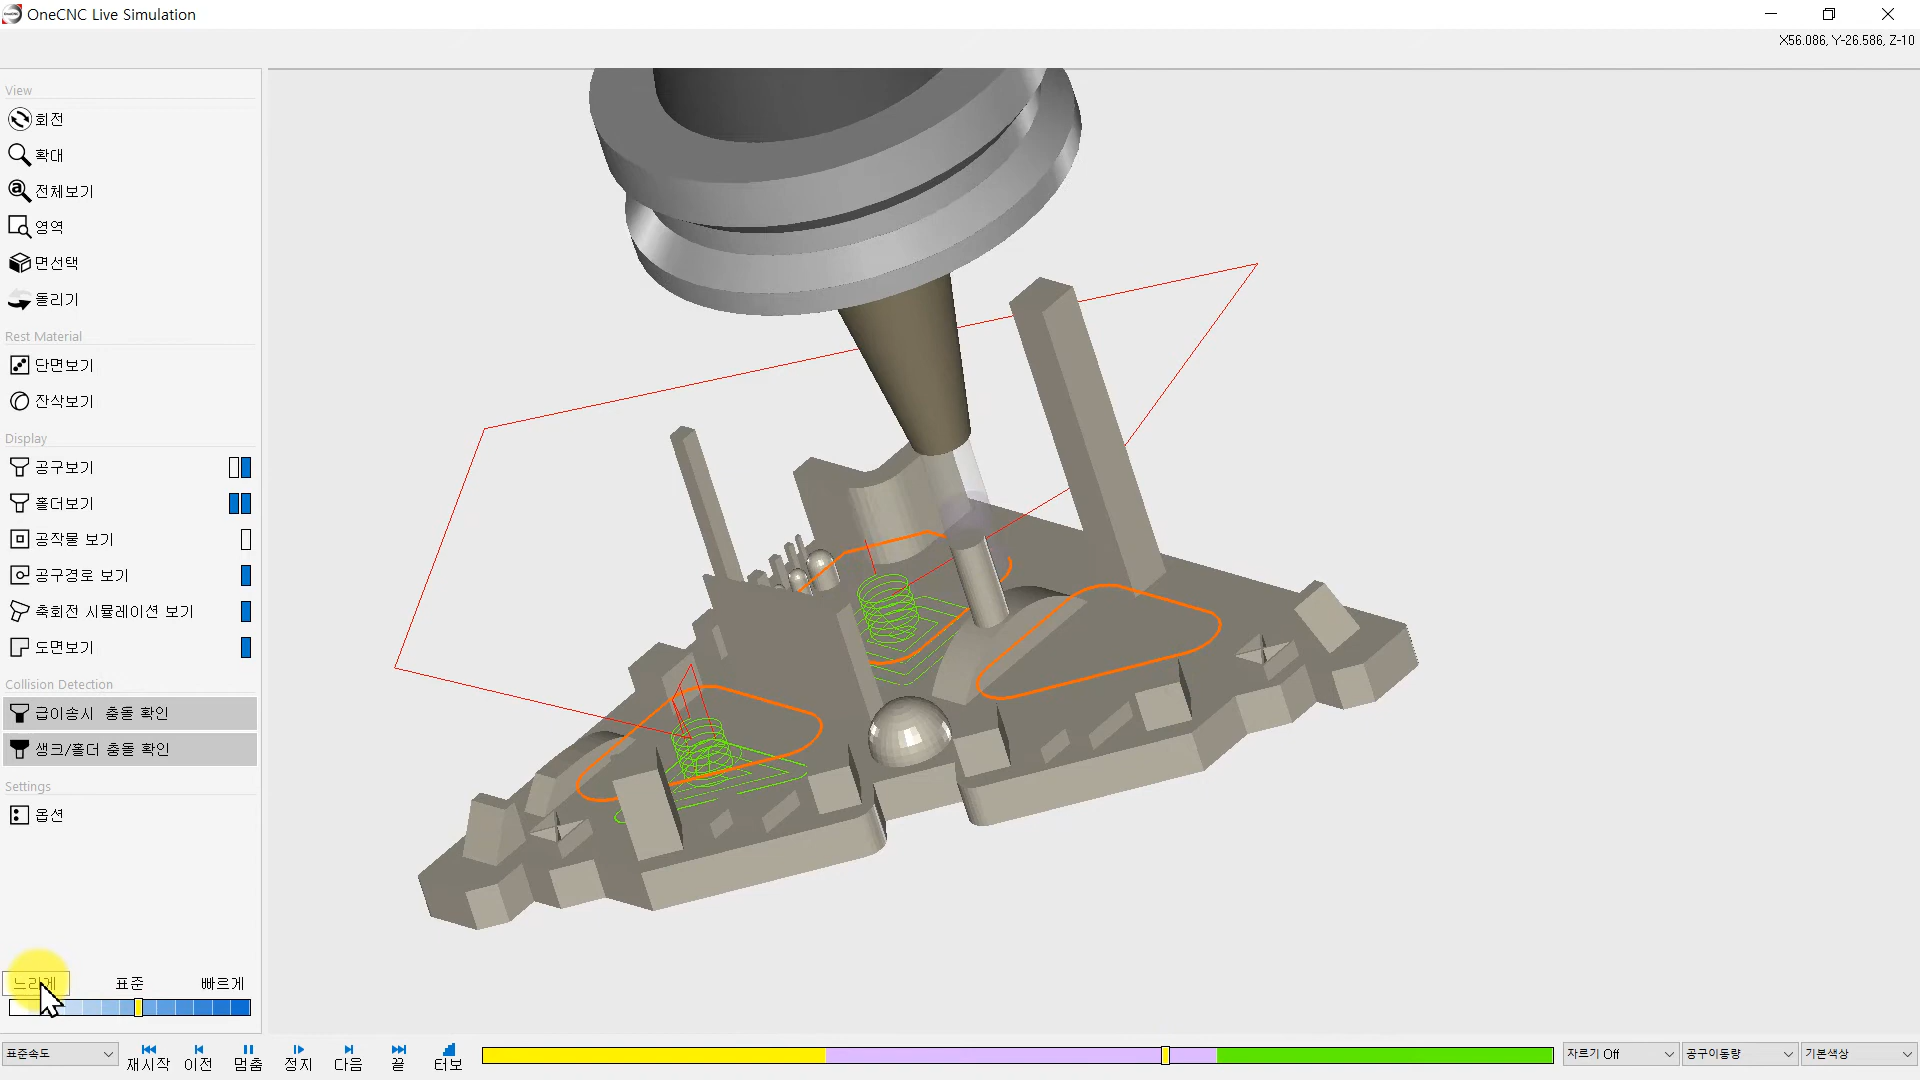 OneCNC Live Simulation
X56.086, Y-26.586, Z-10
View
회전
확대
전체보기
영역
면선택
돌리기
Rest Material
단면보기
잔삭보기
Display
공구보기
홀더보기
공작물 보기
공구경로 보기
축회전 시뮬레이션 보기
도면보기
Collision Detection
급이송시 충돌 확인
생크/홀더 충돌 확인
Settings
옵션
느리게 표준 빠르게
표준속도 재시작 이전 멈춤 정지 다음 끝 터보 자르기 Off 공구이동량 기본색상